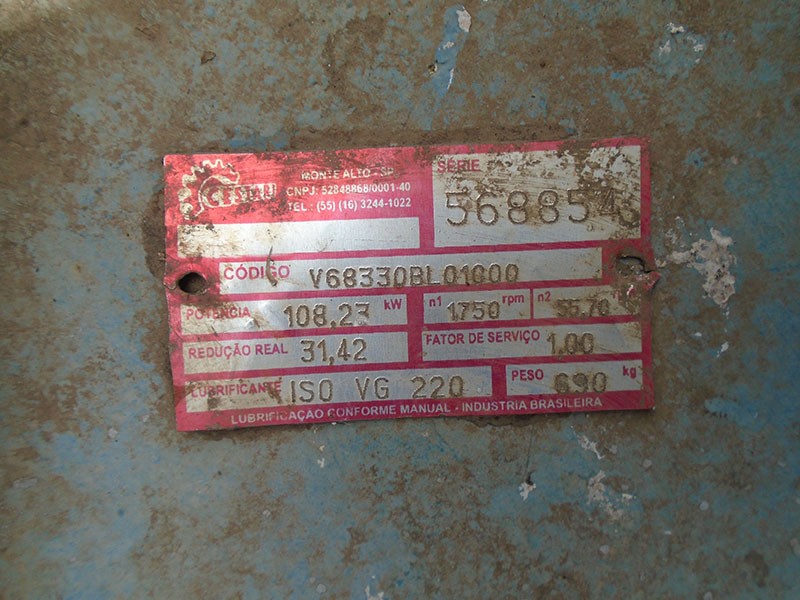 CESTARI
MONTE ALTO - SP
CNPJ: 52848868/0001-40
TEL : (55) (16) 3244-1022
SÉRIE
568854
CÓDIGO V68330BL01000
POTÊNCIA 108,23 kW n1 1750 rpm n2 55,70
REDUÇÃO REAL 31,42 FATOR DE SERVIÇO 1.00
LUBRIFICANTE ISO VG 220 PESO 690 kg
LUBRIFICAÇÃO CONFORME MANUAL - INDÚSTRIA BRASILEIRA